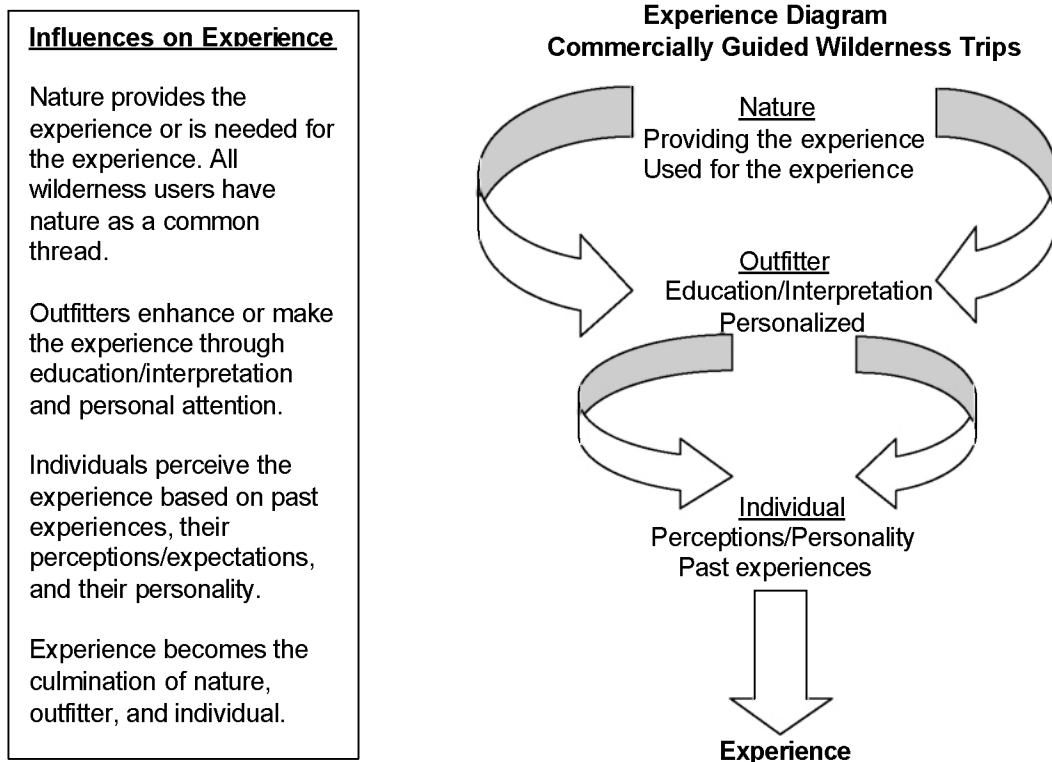 Influences on Experience
Nature provides the
experience or is needed for
the experience. All
wilderness users have
nature as a common
thread.
Outfitters enhance or make
the experience through
education/interpretation
and personal attention.
Individuals perceive the
experience based on past
experiences, their
perceptions/expectations,
and their personality.
Experience becomes the
culmination of nature,
outfitter, and individual.
Experience Diagram
Commercially Guided Wilderness Trips
Nature
Providing the experience
Used for the experience
Outfitter
Education/Interpretation
Personalized
Individual
Perceptions/Personality
Past experiences
Experience